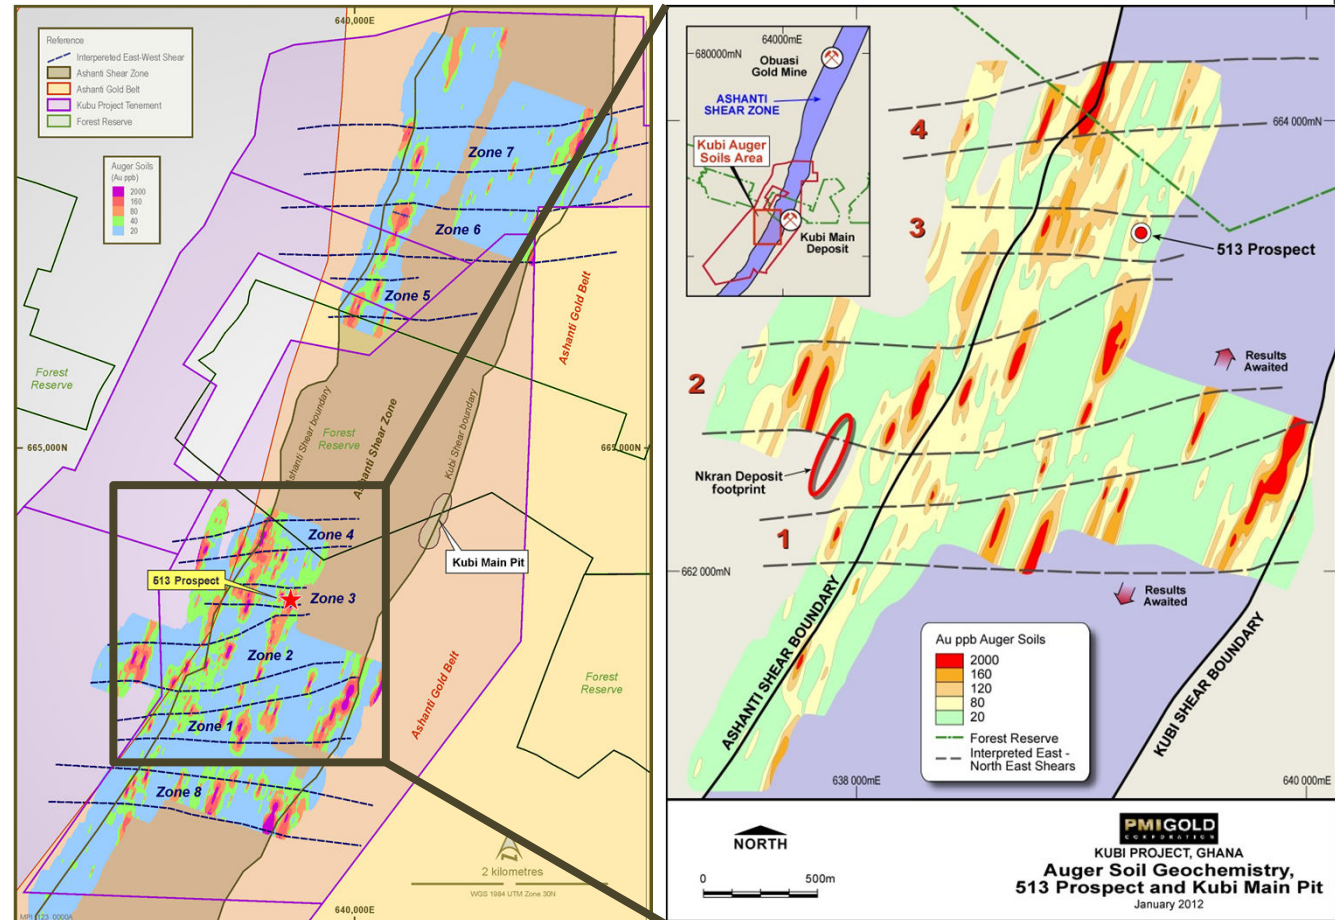 640,000E
Reference
Interpereted East-West Shear
Ashanti Shear Zone
Ashanti Gold Belt
Kubu Project Tenement
Forest Reserve
Auger Soils
(Au ppb)
2000
160
80
40
20
Zone 7
Zone 6
Zone 5
Forest
Reserve
Ashanti Gold Belt
665,000N
665,000N
Ashanti Shear boundary
Forest
Reserve
Ashanti Shear Zone
Kubi Shear boundary
Kubi Main Pit
Zone 4
513 Prospect
Zone 3
Zone 2
Zone 1
Zone 8
Ashanti Gold Belt
Forest
Reserve
2 kilometres
WGS 1984 UTM Zone 30N
640,000E
64000mE
680000mN
Obuasi
Gold Mine
ASHANTI
SHEAR ZONE
Kubi Auger
Soils Area
Kubi Main
Deposit
4
664 000mN
3
513 Prospect
Results
Awaited
2
Nkran Deposit
footprint
1
662 000mN
Results
Awaited
ASHANTI SHEAR BOUNDARY
KUBI SHEAR BOUNDARY
Au ppb Auger Soils
2000
160
120
80
20
Forest Reserve
Interpreted East -
North East Shears
638 000mE
640 000mE
NORTH
0 500m
PMIGOLD
CORPORATION
KUBI PROJECT, GHANA
Auger Soil Geochemistry,
513 Prospect and Kubi Main Pit
January 2012